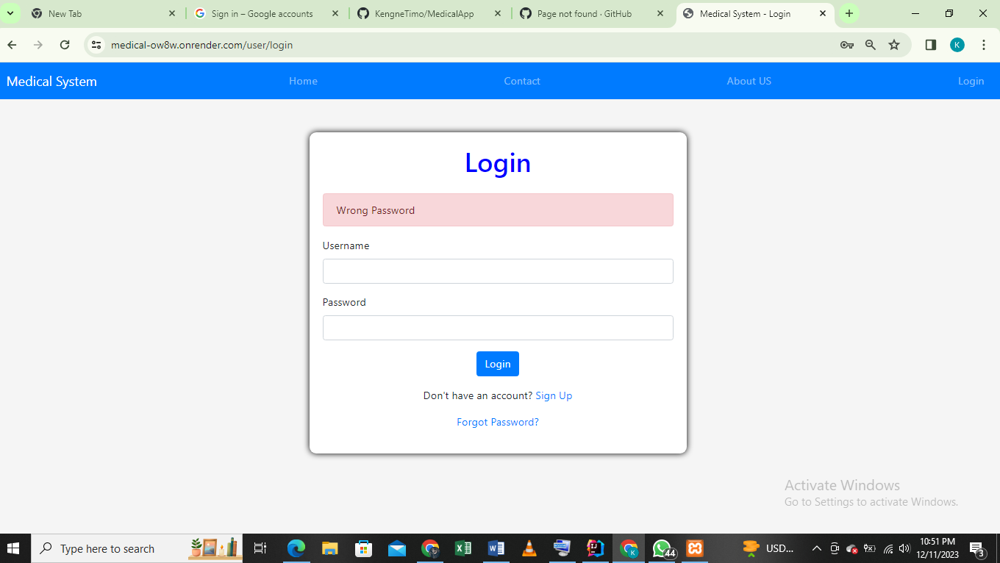 New Tab
Sign in – Google accounts
KengneTimo/MedicalApp
Page not found · GitHub
Medical System - Login
medical-ow8w.onrender.com/user/login
K
Medical System
Home
Contact
About US
Login
Login
Wrong Password
Username
Password
Login
Don't have an account? Sign Up
Forgot Password?
Activate Windows
Go to Settings to activate Windows.
Type here to search
K
44
USD...
10:51 PM
12/11/2023
3